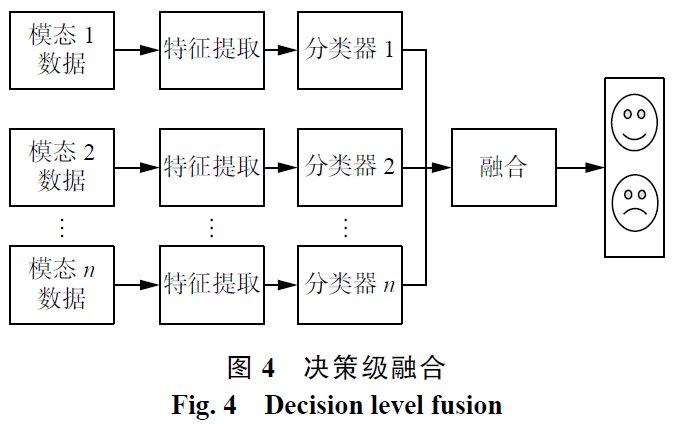 模态 1
数据
特征提取
分类器 1
模态 2
数据
特征提取
分类器 2
融合
⋮ ⋮ ⋮
模态 n
数据
特征提取
分类器 n
图 4 决策级融合
Fig. 4 Decision level fusion